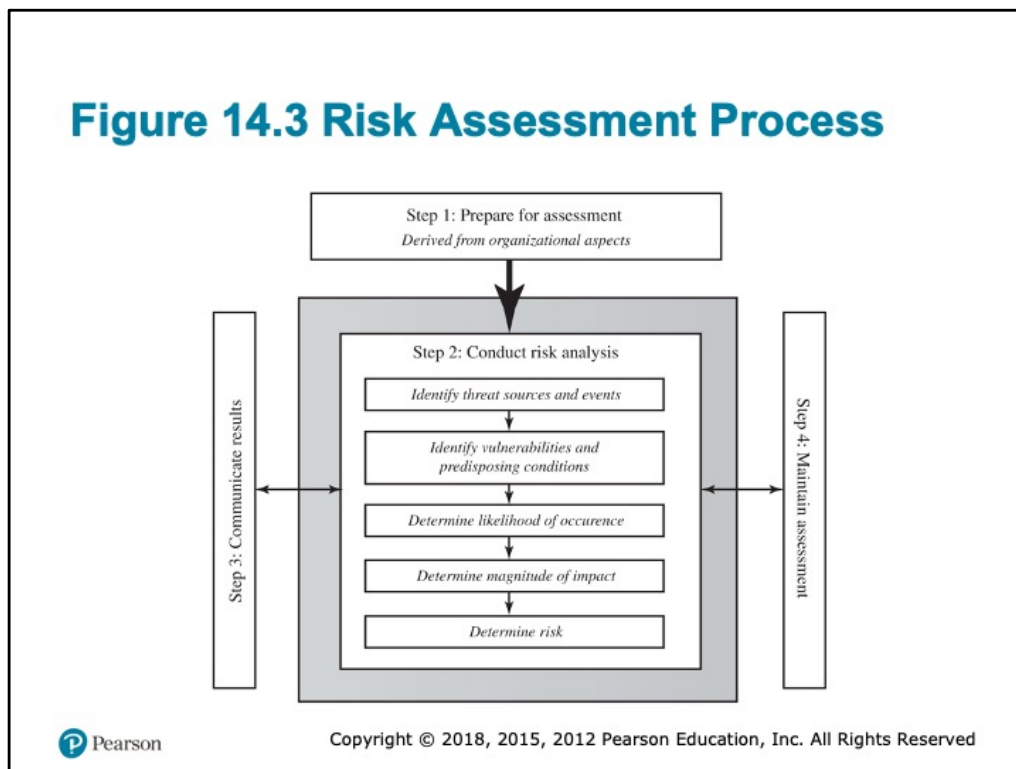 Figure 14.3 Risk Assessment Process
Step 1: Prepare for assessment
Derived from organizational aspects
Step 3: Communicate results
Step 2: Conduct risk analysis
Identify threat sources and events
Identify vulnerabilities and
predisposing conditions
Determine likelihood of occurence
Determine magnitude of impact
Determine risk
Step 4: Maintain assessment
P Pearson
Copyright © 2018, 2015, 2012 Pearson Education, Inc. All Rights Reserved